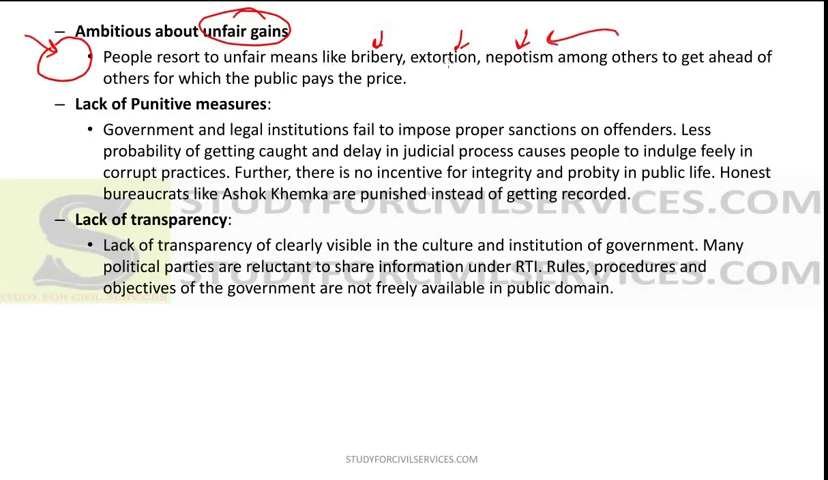 – Ambitious about unfair gains
• People resort to unfair means like bribery, extortion, nepotism among others to get ahead of
others for which the public pays the price.
– Lack of Punitive measures:
• Government and legal institutions fail to impose proper sanctions on offenders. Less
probability of getting caught and delay in judicial process causes people to indulge feely in
corrupt practices. Further, there is no incentive for integrity and probity in public life. Honest
bureaucrats like Ashok Khemka are punished instead of getting recorded.
– Lack of transparency:
• Lack of transparency of clearly visible in the culture and institution of government. Many
political parties are reluctant to share information under RTI. Rules, procedures and
objectives of the government are not freely available in public domain.
STUDYFORCIVILSERVICES.COM
STUDYFORCIVILSERVICES.COM
STUDY FOR CIVIL SERVICES
STUDYFORCIVILSERVICES.COM